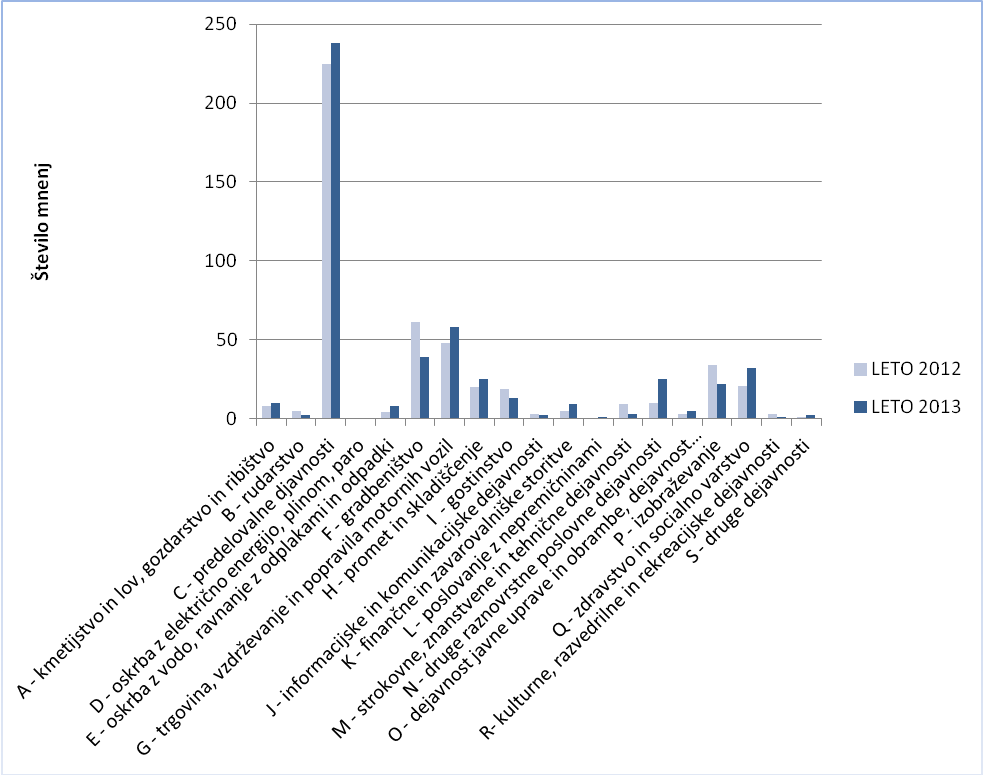 250
200
150
100
50
0
Število mnenj
A - kmetijstvo in lov, gozdarstvo in ribištvo
B - rudarstvo
C - predelovalne djavnosti
D - oskrba z električno energijo, plinom, paro
E - oskrba z vodo, ravnanje z odplakami in odpadki
F - gradbeništvo
G - trgovina, vzdrževanje in popravila motornih vozil
H - promet in skladiščenje
I - gostinstvo
J - informacijske in komunikacijske dejavnosti
K - finančne in zavarovalniške storitve
L - poslovanje z nepremičninami
M - strokovne, znanstvene in tehnične dejavnosti
N - druge raznovrstne poslovne dejavnosti
O - dejavnost javne uprave in obrambe, dejavnost...
P - izobraževanje
Q - zdravstvo in socialno varstvo
R- kulturne, razvedrilne in rekreacijske dejavnosti
S - druge dejavnosti
LETO 2012
LETO 2013